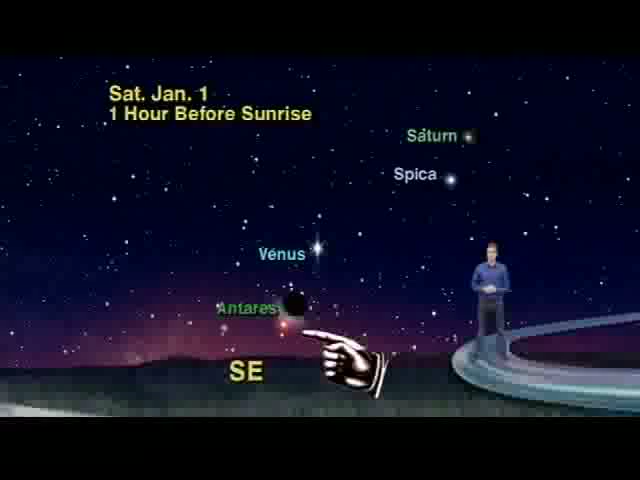 Sat. Jan. 1
1 Hour Before Sunrise
Saturn
Spica
Venus
Antares
SE